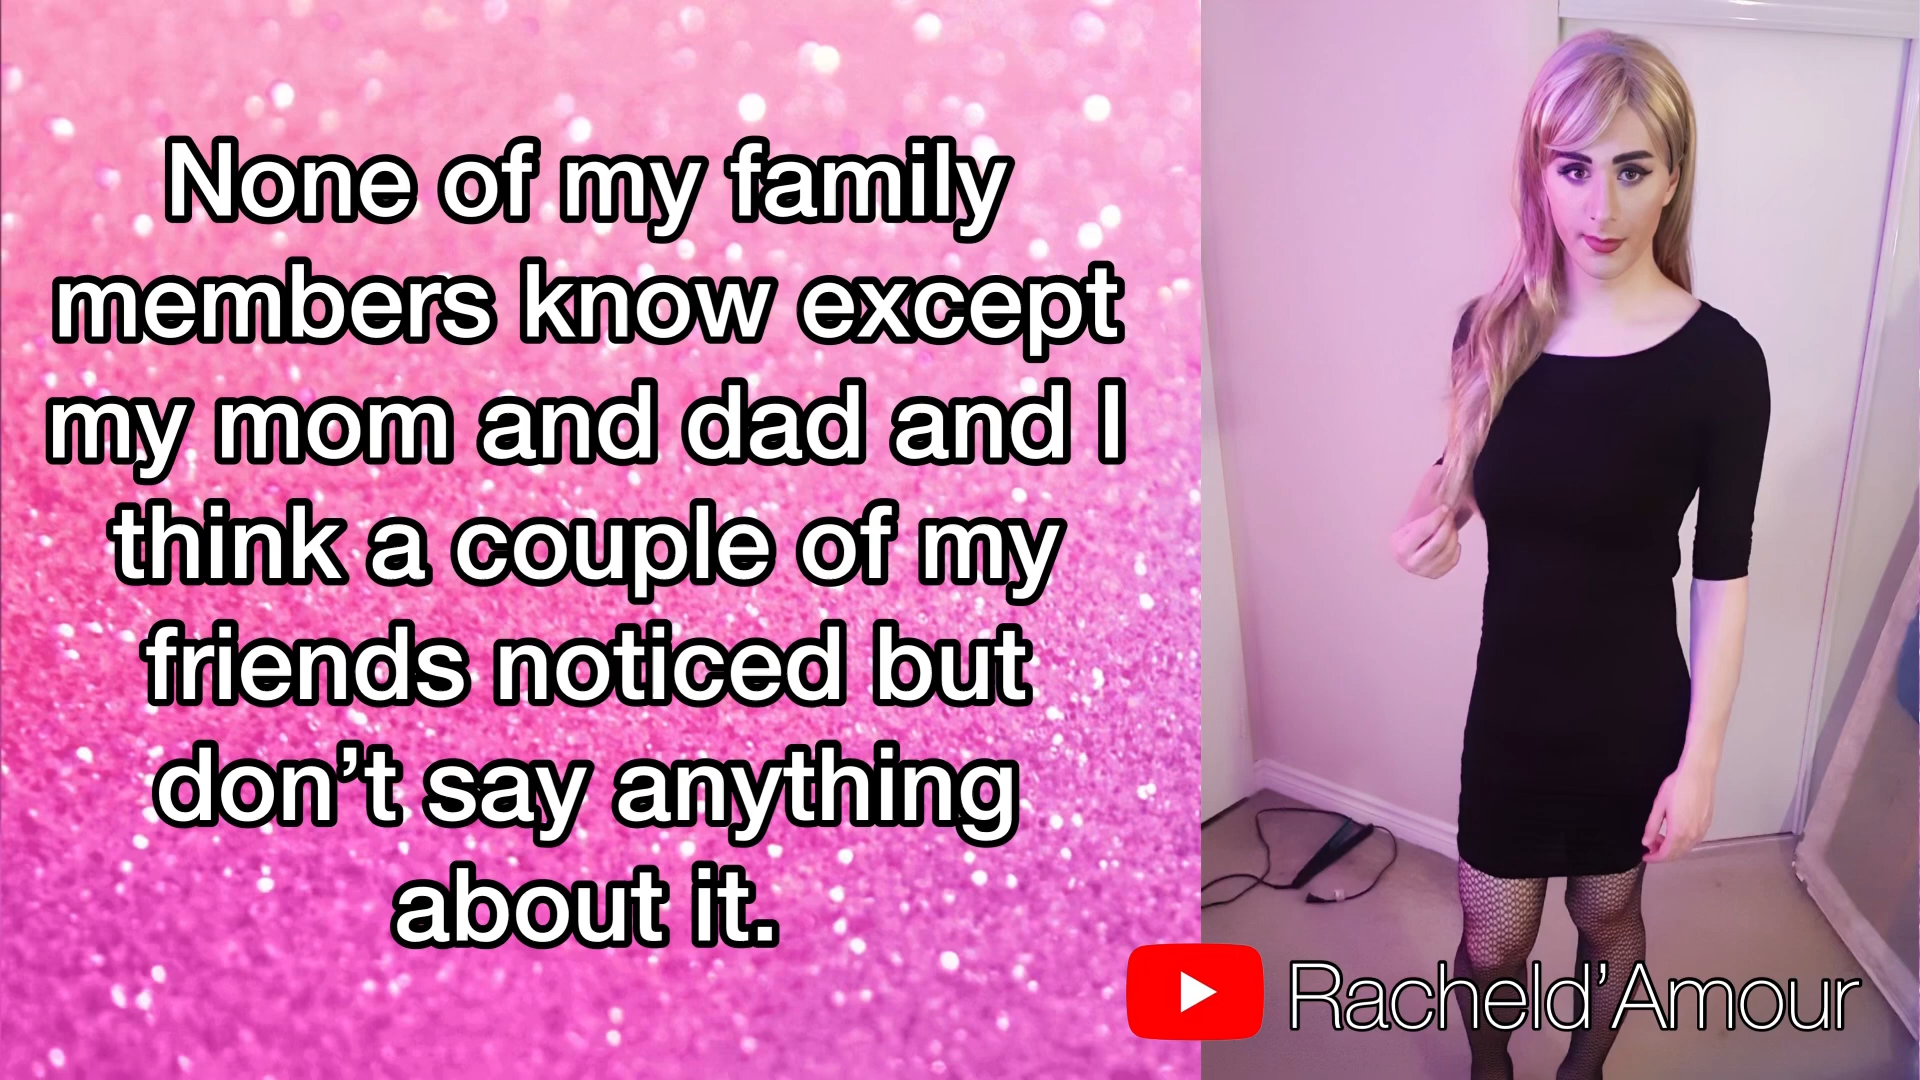 None of my family
members know except
my mom and dad and I
think a couple of my
friends noticed but
don’t say anything
about it.
Racheld’Amour